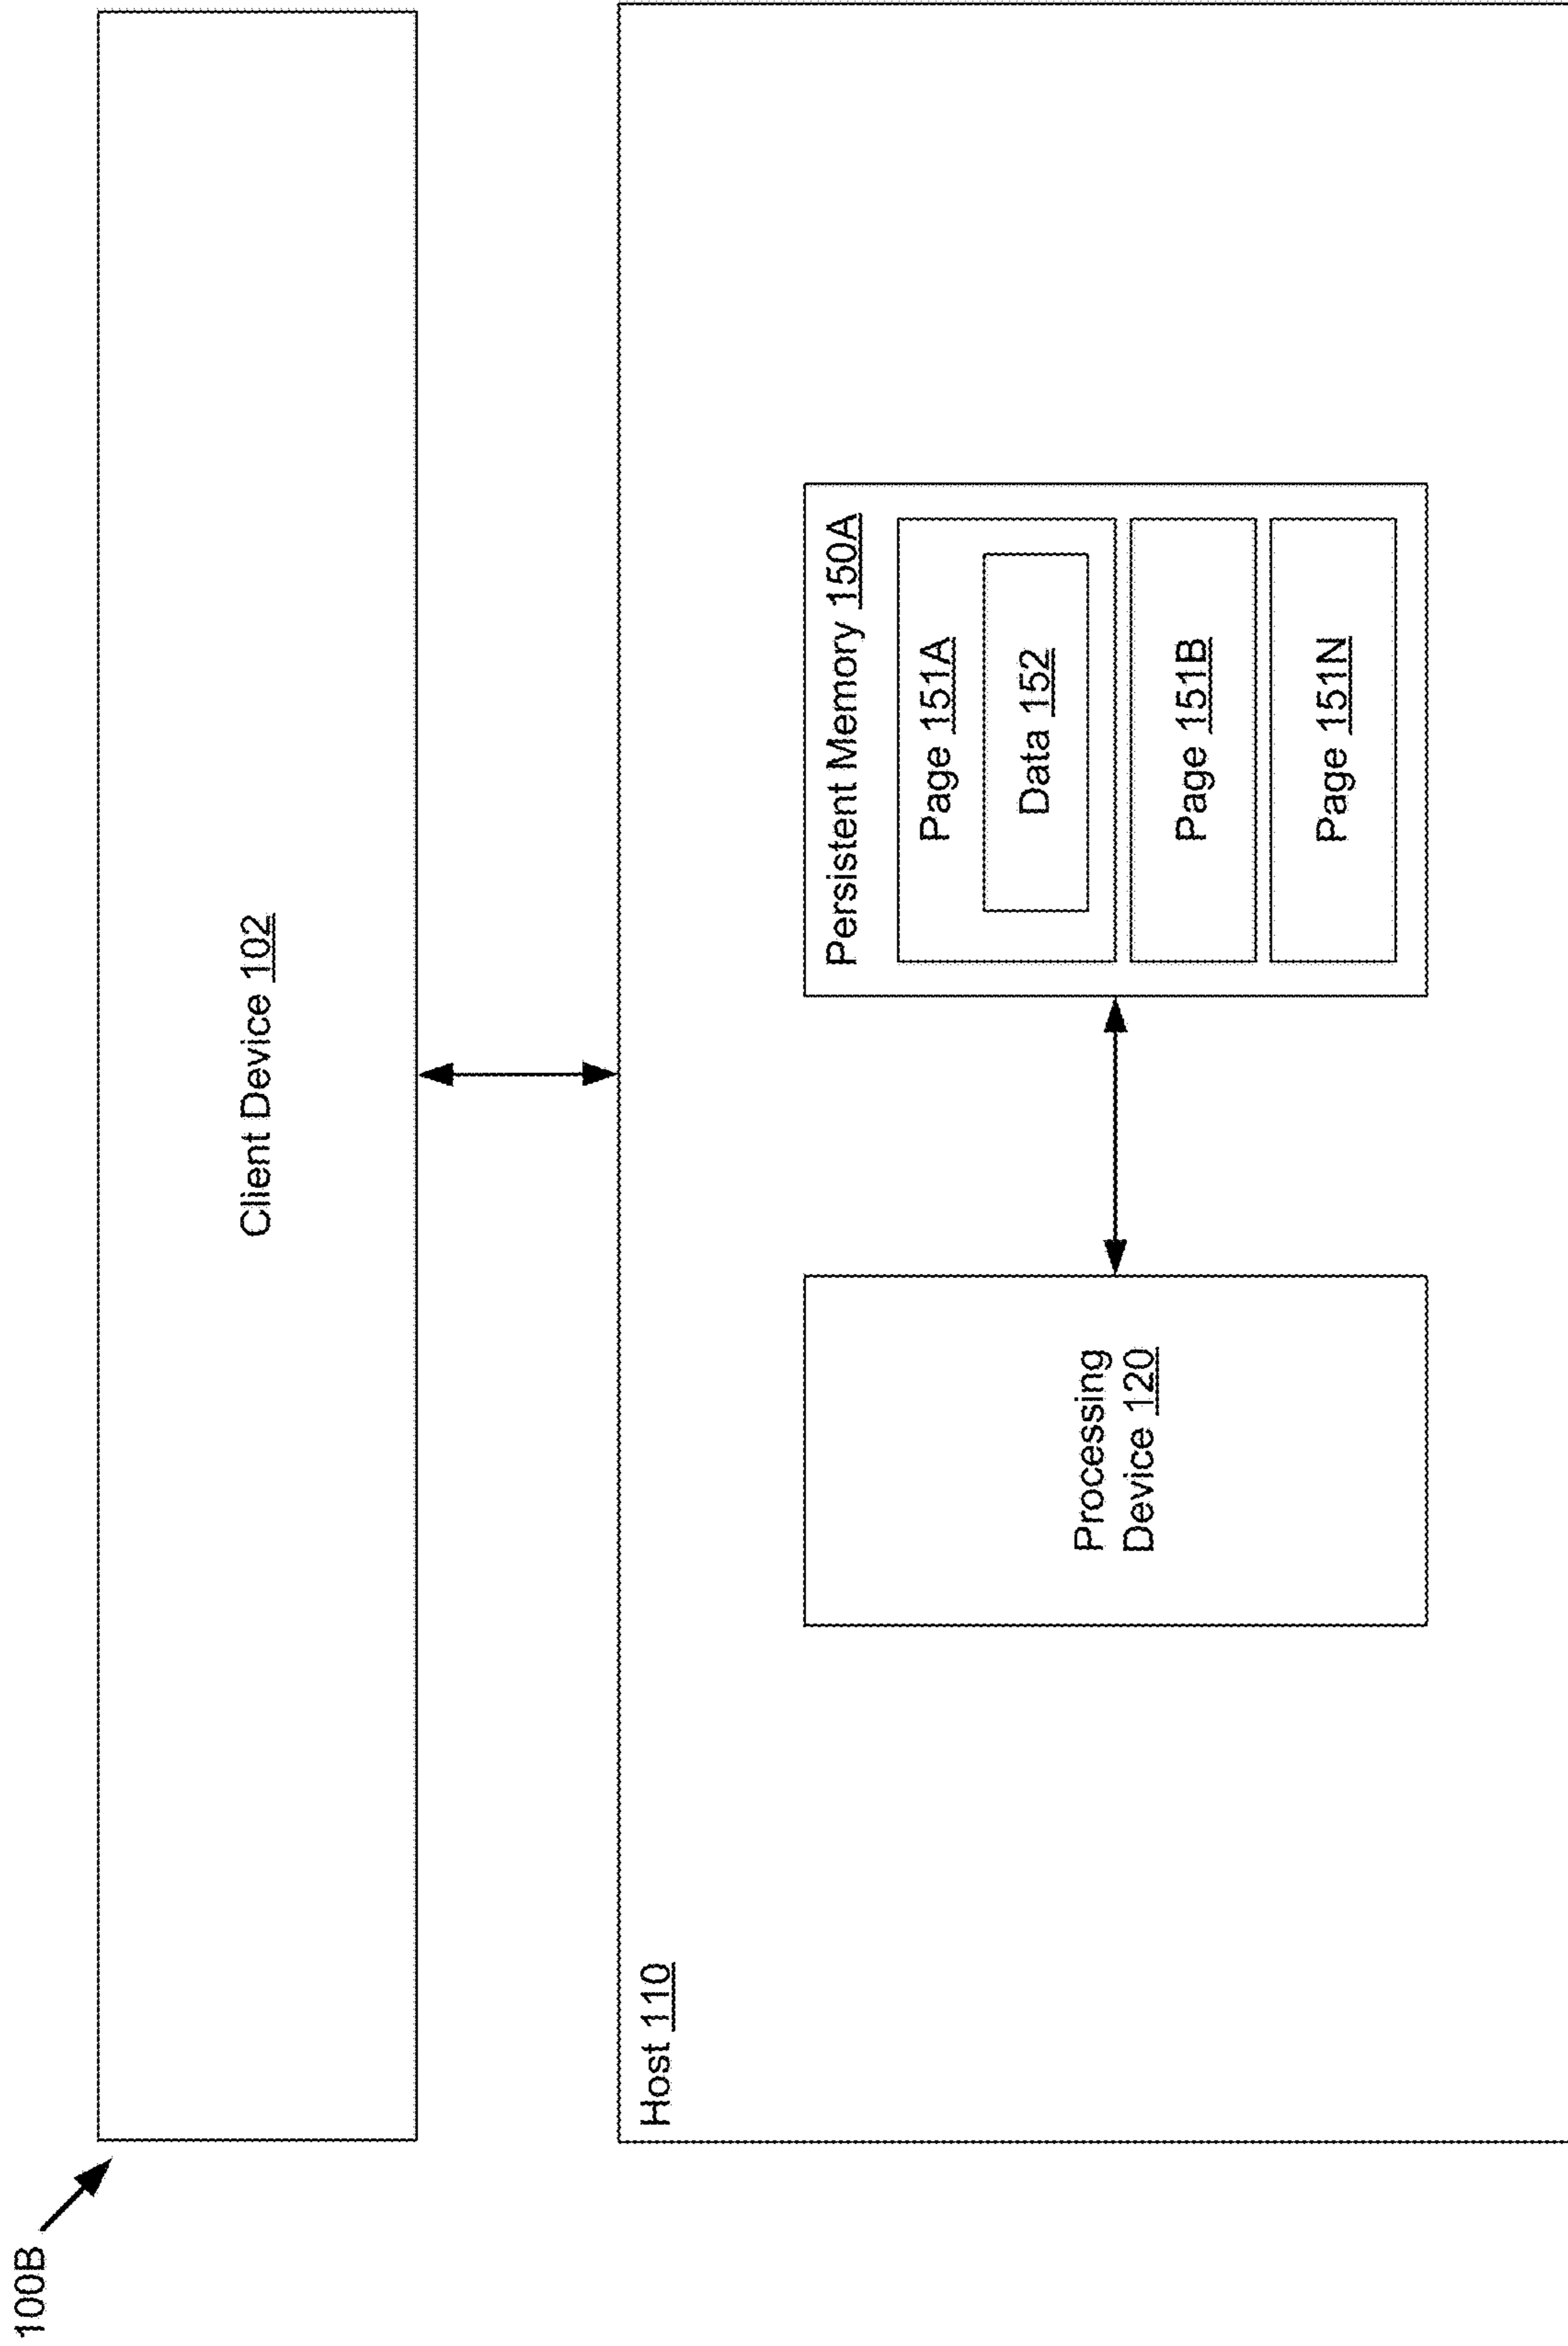 100B
Client Device 102
Host 110
Processing
Device 120
Persistent Memory 150A
Page 151A
Data 152
Page 151B
Page 151N